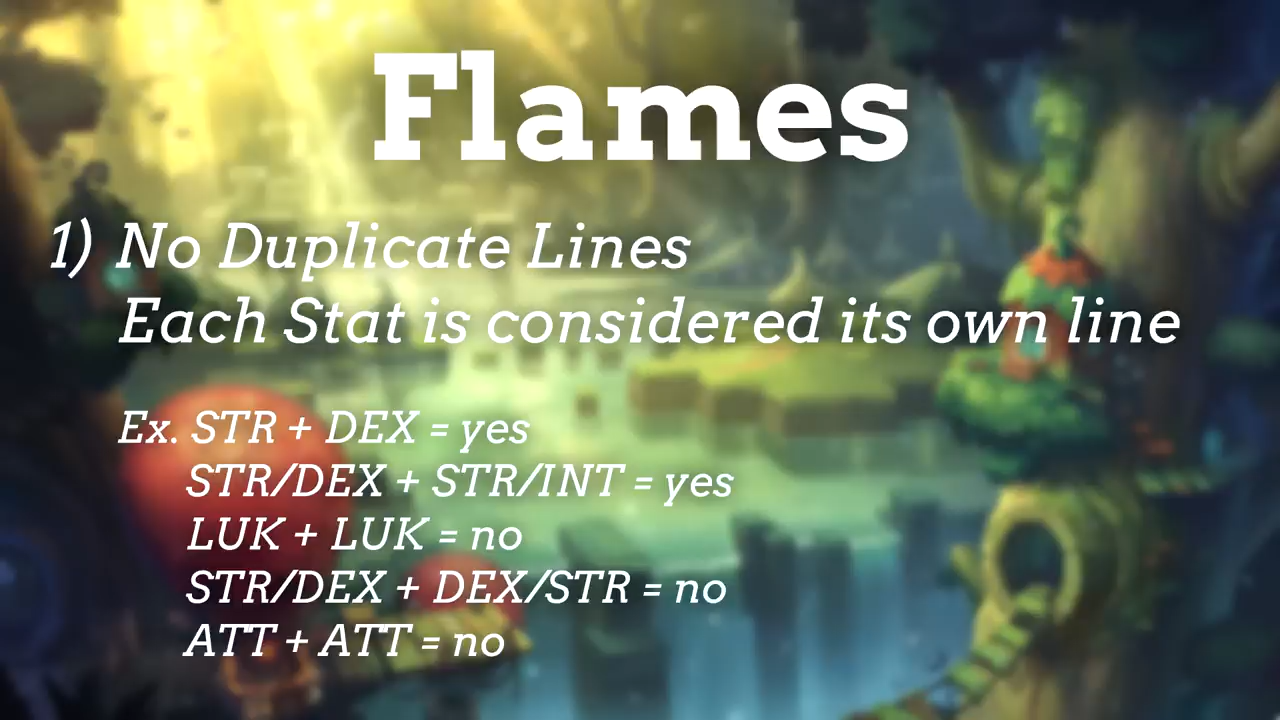 Flames
1) No Duplicate Lines
Each Stat is considered its own line
Ex. STR + DEX = yes
STR/DEX + STR/INT = yes
LUK + LUK = no
STR/DEX + DEX/STR = no
ATT + ATT = no